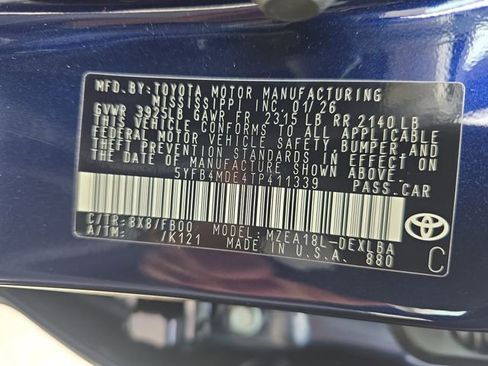 MFD. BY: TOYOTA MOTOR MANUFACTURING
MISSISSIPPI INC. 01/26
GVWR 3925LB GAWR FR 2315 LB RR 2140 LB
THIS VEHICLE CONFORMS TO ALL APPLICABLE
FEDERAL MOTOR VEHICLE SAFETY, BUMPER AND
THEFT PREVENTION STANDARDS IN EFFECT ON
THE DATE OF MANUFACTURE SHOWN ABOVE.
5YFB4MDE4TP411339 PASS.CAR
C/TR: 8X8/FB00 MODEL: MZEA18L-DEXLBA
A/TM: /K121 MADE IN U.S.A. 880
C